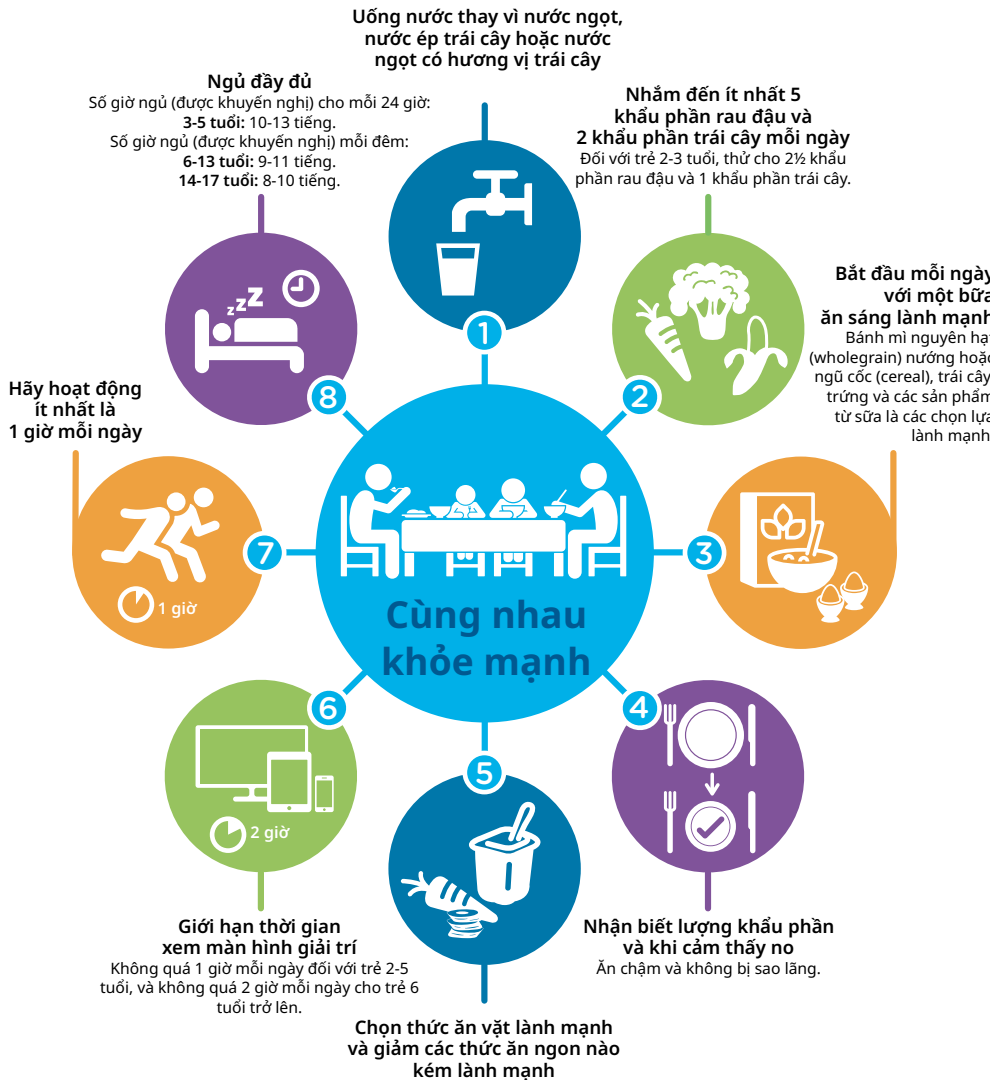 Uống nước thay vì nước ngọt,
nước ép trái cây hoặc nước
ngọt có hương vị trái cây
1
Nhắm đến ít nhất 5
khẩu phần rau đậu và
2 khẩu phần trái cây mỗi ngày
Đối với trẻ 2-3 tuổi, thử cho 2½ khẩu
phần rau đậu và 1 khẩu phần trái cây.
2
Bắt đầu mỗi ngày
với một bữa
ăn sáng lành mạnh
Bánh mì nguyên hạt
(wholegrain) nướng hoặc
ngũ cốc (cereal), trái cây,
trứng và các sản phẩm
từ sữa là các chọn lựa
lành mạnh
3
4
Nhận biết lượng khẩu phần
và khi cảm thấy no
Ăn chậm và không bị sao lãng.
5
Chọn thức ăn vặt lành mạnh
và giảm các thức ăn ngon nào
kém lành mạnh
6
2 giờ
Giới hạn thời gian
xem màn hình giải trí
Không quá 1 giờ mỗi ngày đối với trẻ 2-5
tuổi, và không quá 2 giờ mỗi ngày cho trẻ 6
tuổi trở lên.
Hãy hoạt động
ít nhất là
1 giờ mỗi ngày
7
1 giờ
Ngủ đầy đủ
Số giờ ngủ (được khuyến nghị) cho mỗi 24 giờ:
3-5 tuổi: 10-13 tiếng.
Số giờ ngủ (được khuyến nghị) mỗi đêm:
6-13 tuổi: 9-11 tiếng.
14-17 tuổi: 8-10 tiếng.
zzZZ
8
Cùng nhau
khỏe mạnh